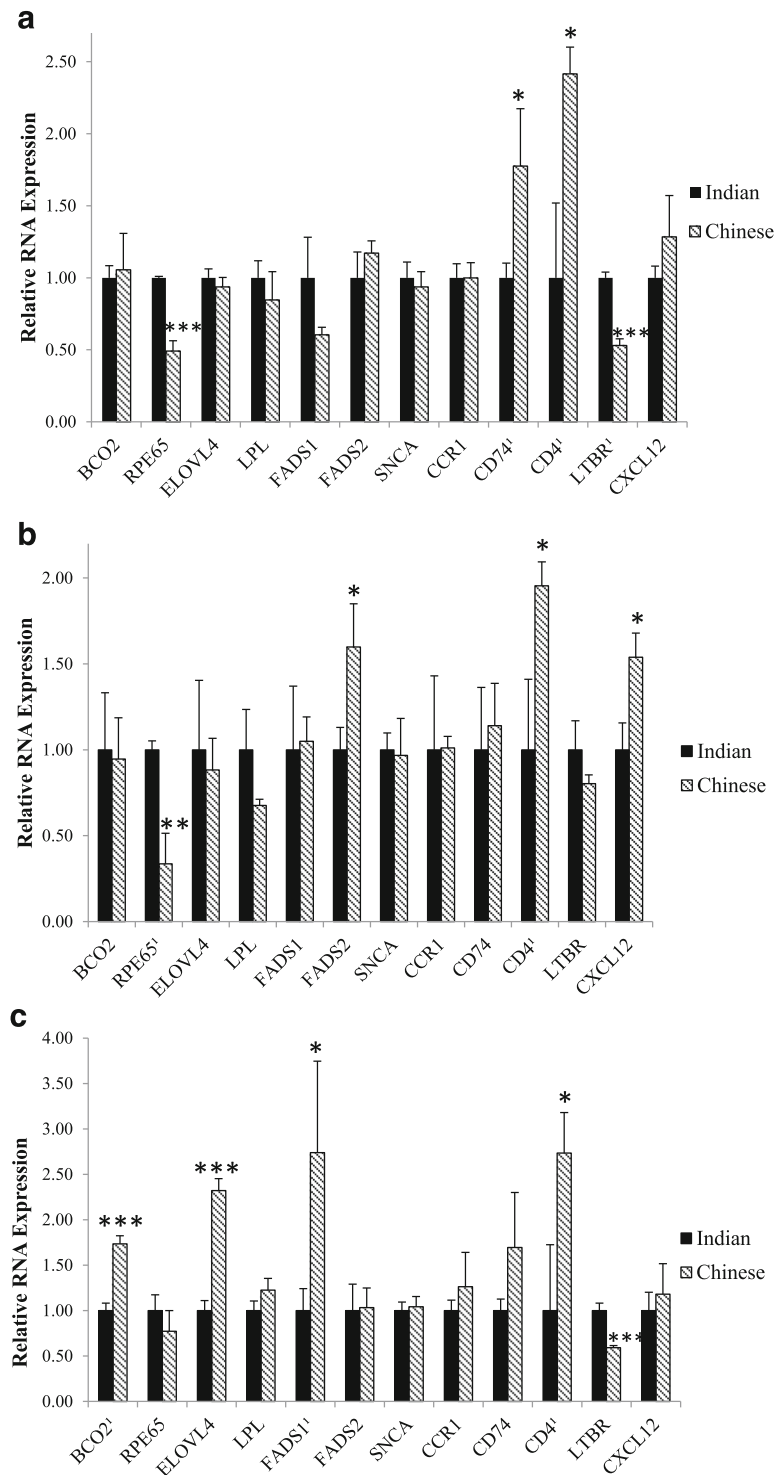 a
Relative RNA Expression
2.50
2.00
1.50
1.00
0.50
0.00
*
*
***
***
Indian
Chinese
BCO2
RPE65
ELOVL4
LPL
FADS1
FADS2
SNCA
CCR1
CD74¹
CD4¹
LTBR¹
CXCL12
b
Relative RNA Expression
2.00
1.50
1.00
0.50
0.00
*
*
*
**
Indian
Chinese
BCO2
RPE65¹
ELOVL4
LPL
FADS1
FADS2
SNCA
CCR1
CD74
CD4¹
LTBR
CXCL12
c
Relative RNA Expression
4.00
3.50
3.00
2.50
2.00
1.50
1.00
0.50
0.00
*
*
***
***
***
Indian
Chinese
BCO2¹
RPE65
ELOVL4
LPL
FADS1¹
FADS2
SNCA
CCR1
CD74
CD4¹
LTBR
CXCL12